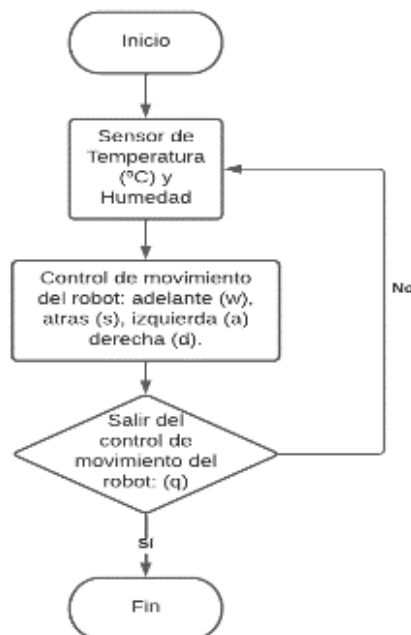 Inicio
Sensor de
Temperatura
(ºC) y
Humedad
Control de movimiento
del robot: adelante (w),
atras (s), izquierda (a)
derecha (d).
No
Salir del
control de
movimiento del
robot: (q)
Sí
Fin